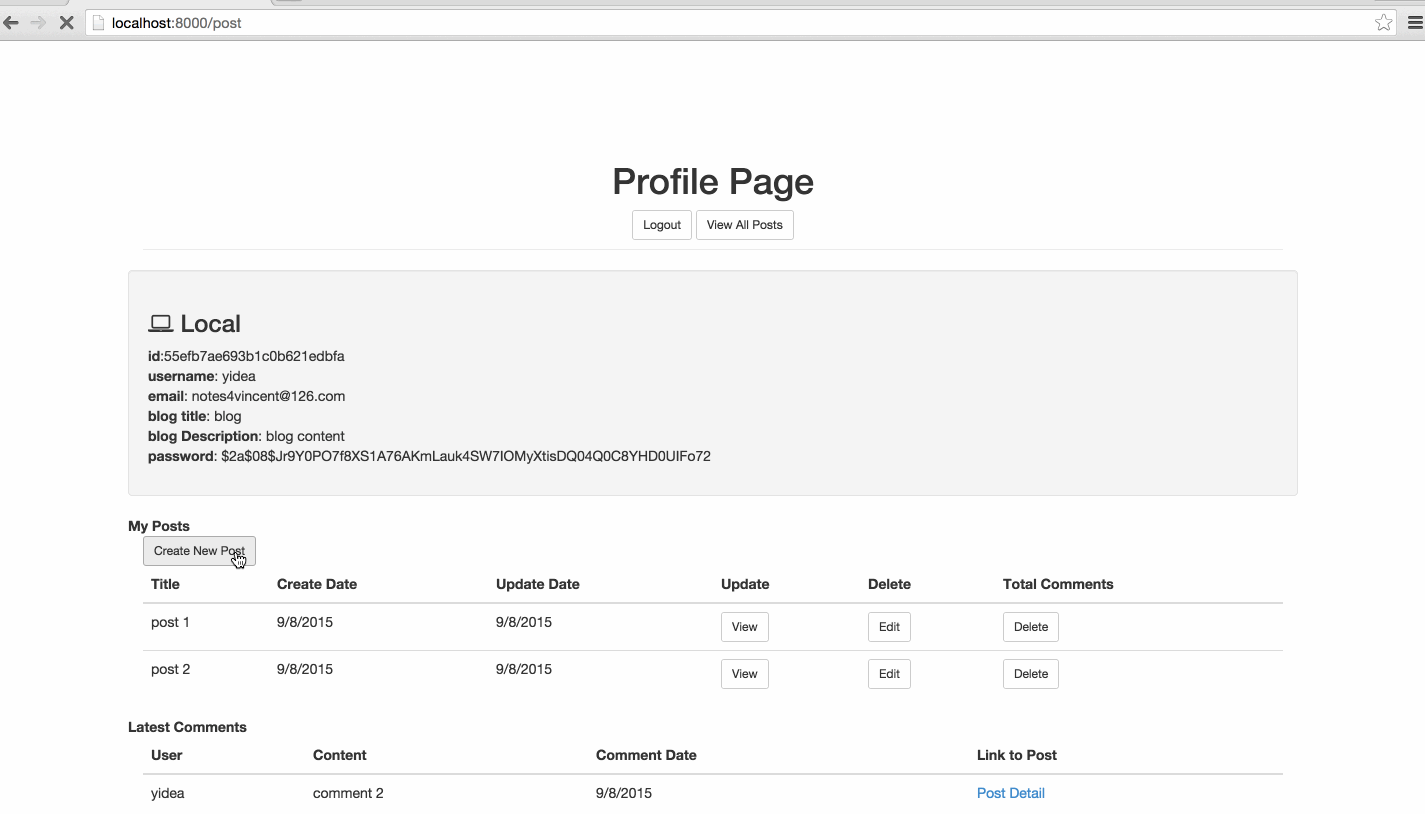 localhost:8000/post
Profile Page
Logout View All Posts
Local
id:55efb7ae693b1c0b621edbfa
username: yidea
email: notes4vincent@126.com
blog title: blog
blog Description: blog content
password: $2a$08$Jr9Y0PO7f8XS1A76AKmLauk4SW7IOMyXtisDQ04Q0C8YHD0UIFo72
My Posts
Create New Post
Title Create Date Update Date Update Delete Total Comments
post 1 9/8/2015 9/8/2015 View Edit Delete
post 2 9/8/2015 9/8/2015 View Edit Delete
Latest Comments
User Content Comment Date Link to Post
yidea comment 2 9/8/2015 Post Detail